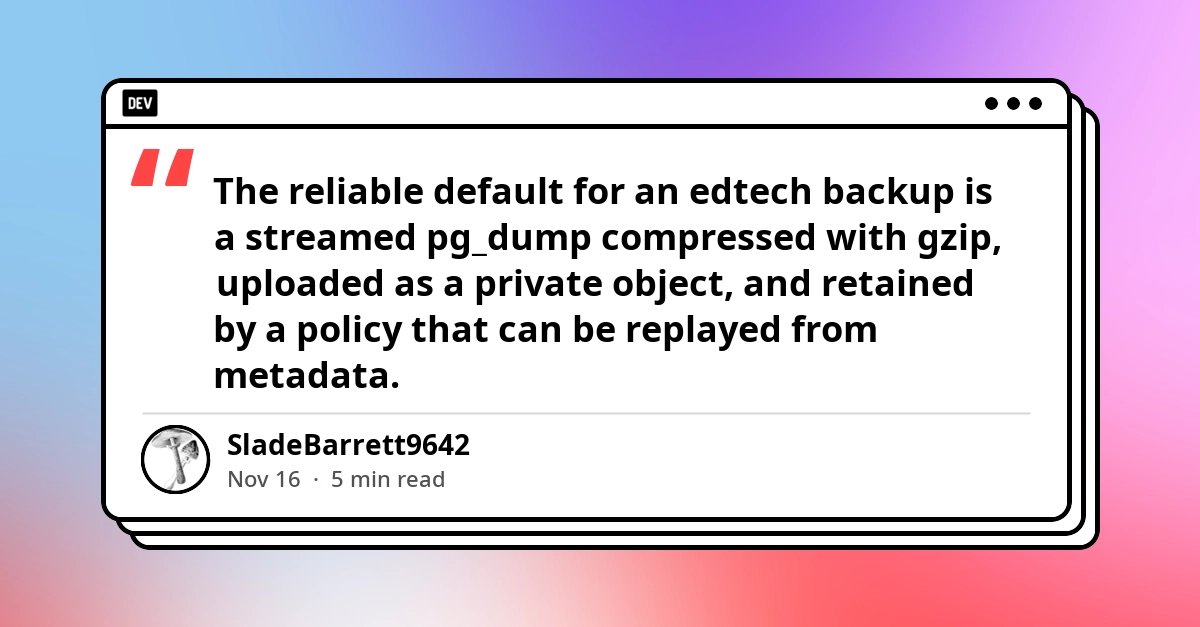 DEV
“
The reliable default for an edtech backup is
a streamed pg_dump compressed with gzip,
uploaded as a private object, and retained
by a policy that can be replayed from
metadata.
SladeBarrett9642
Nov 16 · 5 min read